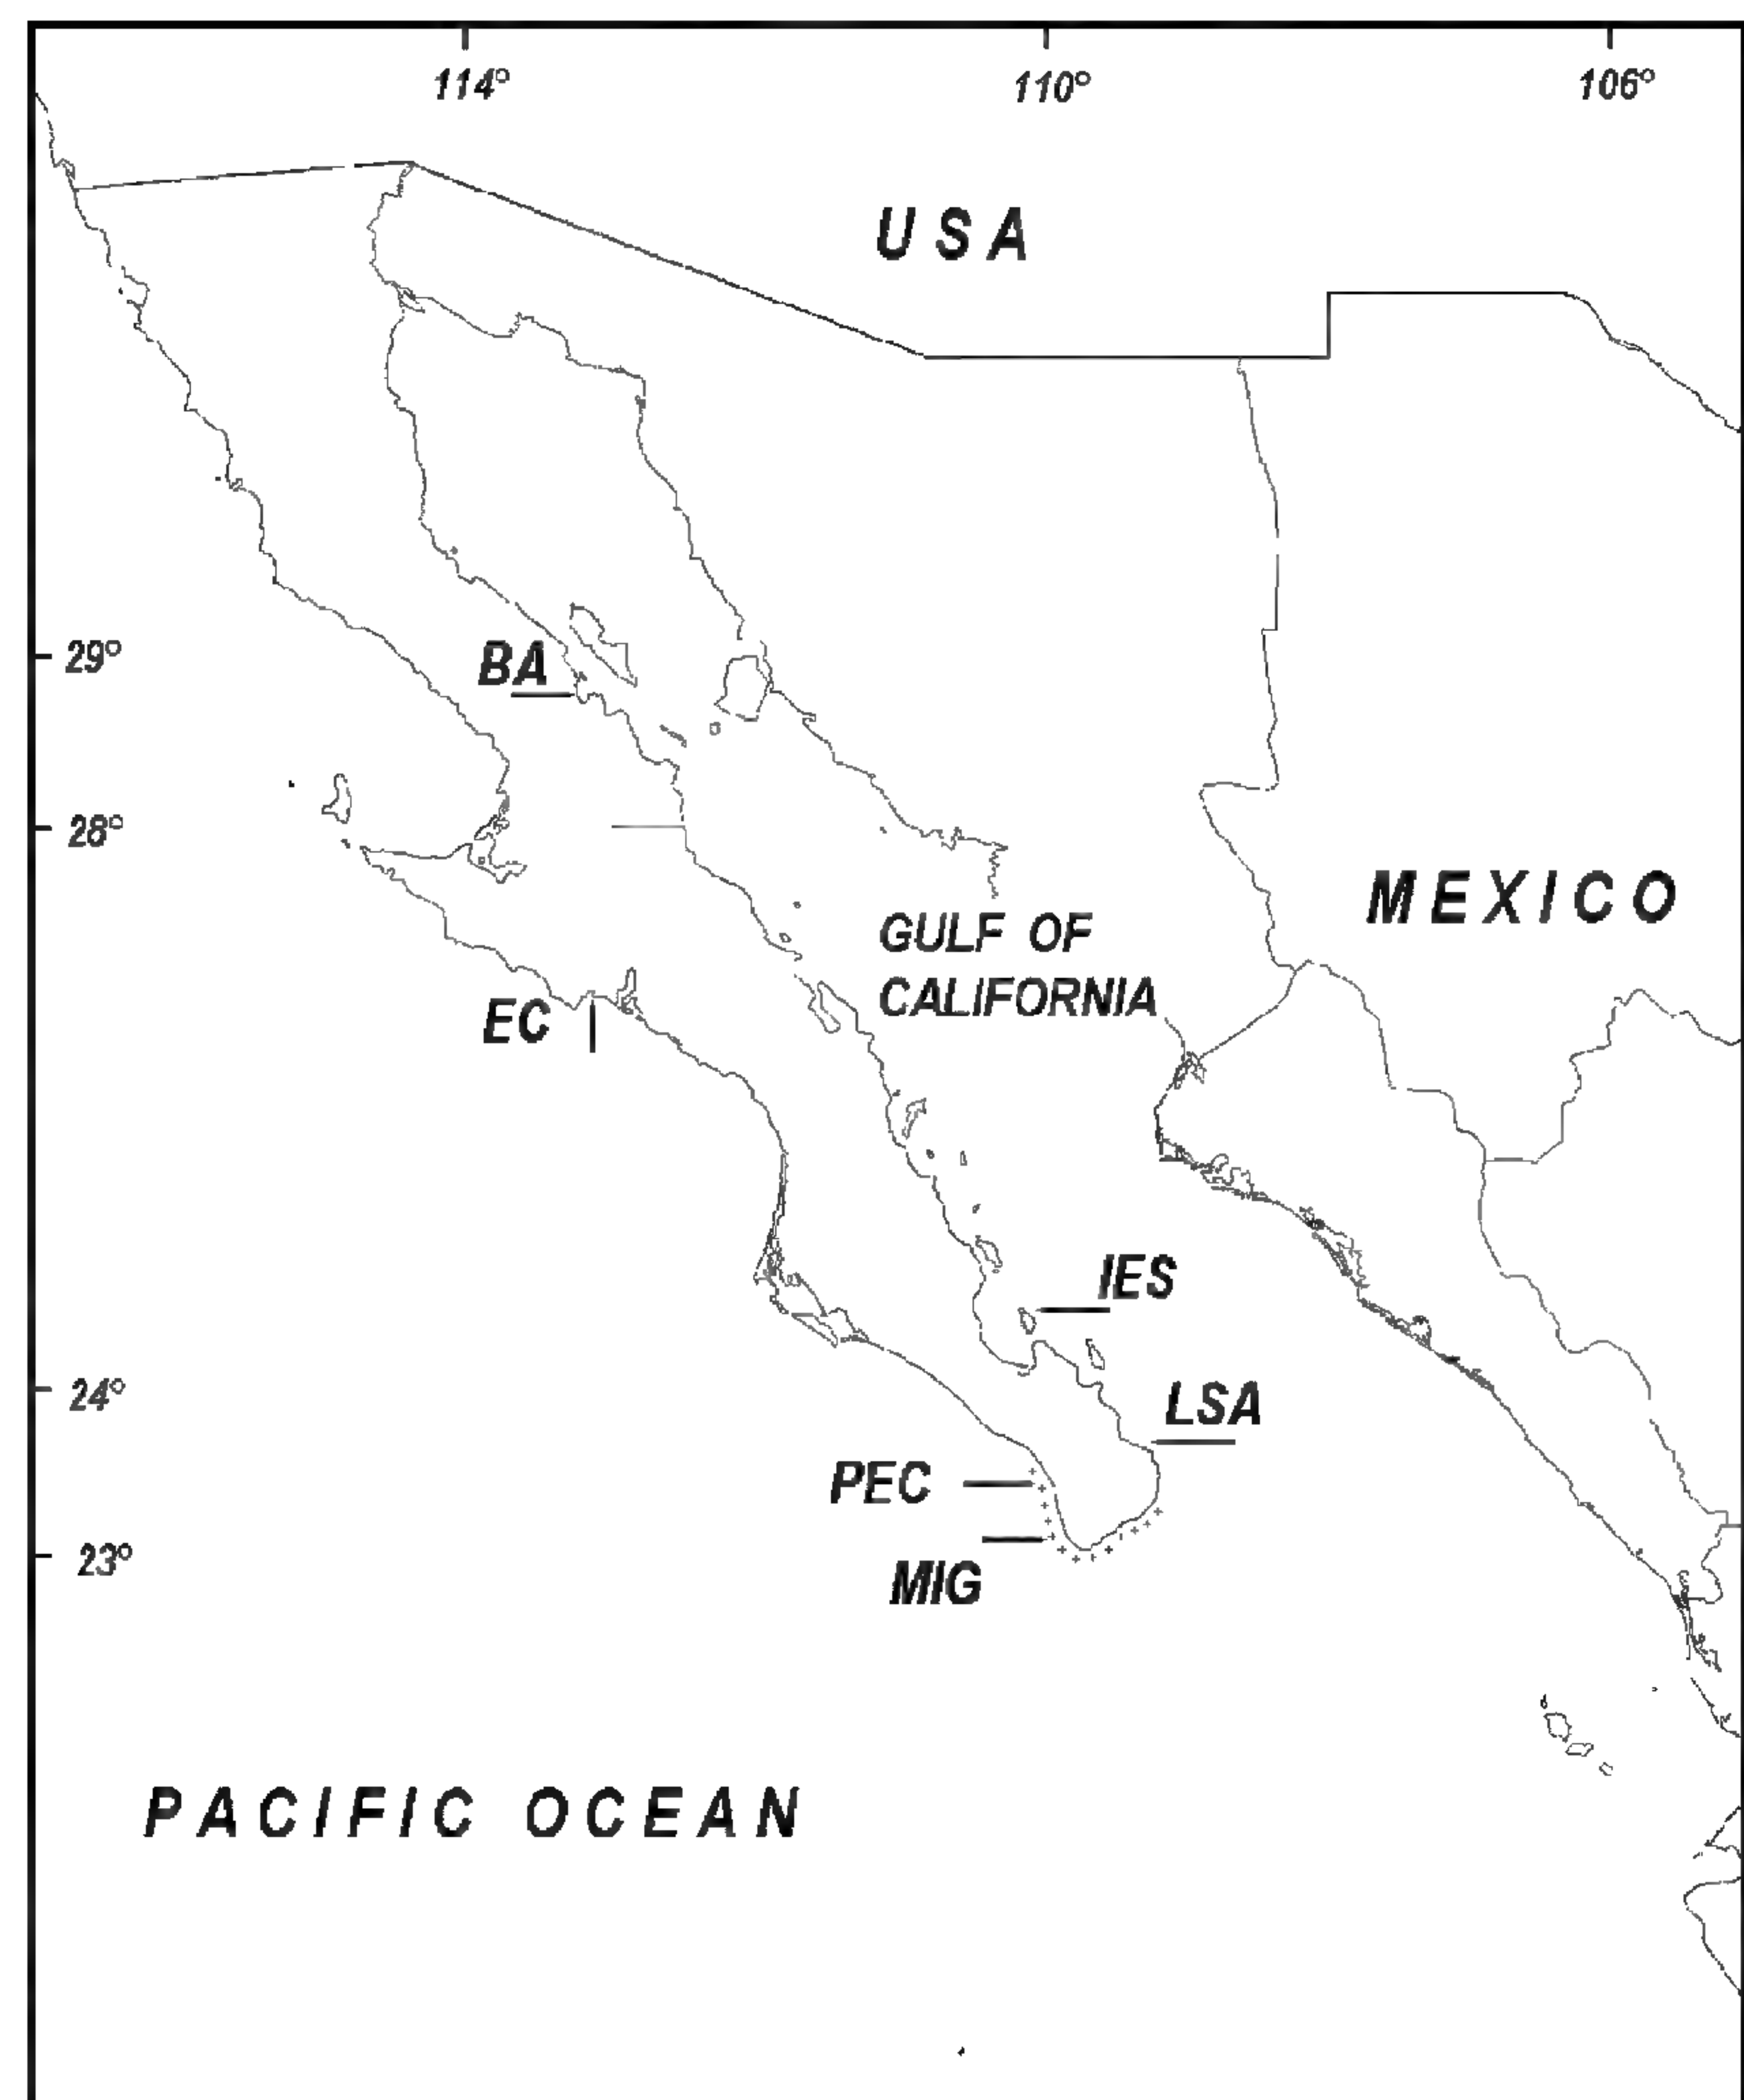 114° 110° 106°
USA
29°
BA
28°
MEXICO
GULF OF
CALIFORNIA
EC
IES
24°
LSA
PEC
23°
MIG
PACIFIC OCEAN